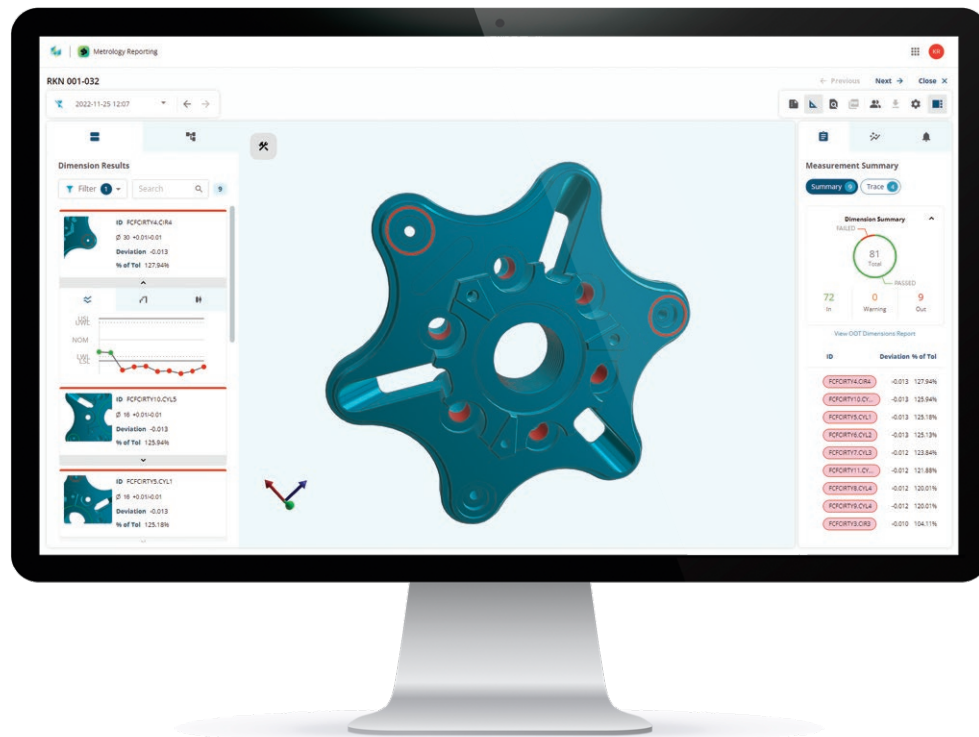 Metrology Reporting
KR
RKN 001-032
← Previous Next → Close ×
2022-11-25 12:07
Dimension Results
Filter 1 Search 9
ID FCFCIRTY4.CIR4
Ø 30 +0.01/-0.01
Deviation -0.013
% of Tol 127.94%
USL
UWL
NOM
LWL
LSL
ID FCFCIRTY10.CYL5
Ø 16 +0.01/-0.01
Deviation -0.013
% of Tol 125.94%
ID FCFCIRTY5.CYL1
Ø 16 +0.01/-0.01
Deviation -0.013
% of Tol 125.18%
Measurement Summary
Summary 9 Trace 4
Dimension Summary
FAILED
81
Total
PASSED
72 0 9
In Warning Out
View OOT Dimensions Report
ID Deviation % of Tol
FCFCIRTY4.CIR4 -0.013 127.94%
FCFCIRTY10.CY... -0.013 125.94%
FCFCIRTY5.CYL1 -0.013 125.18%
FCFCIRTY6.CYL2 -0.013 125.13%
FCFCIRTY7.CYL3 -0.012 123.84%
FCFCIRTY11.CY... -0.012 121.88%
FCFCIRTY8.CYL4 -0.012 120.01%
FCFCIRTY9.CYL4 -0.012 120.01%
FCFCIRTY3.CIR3 -0.010 104.11%